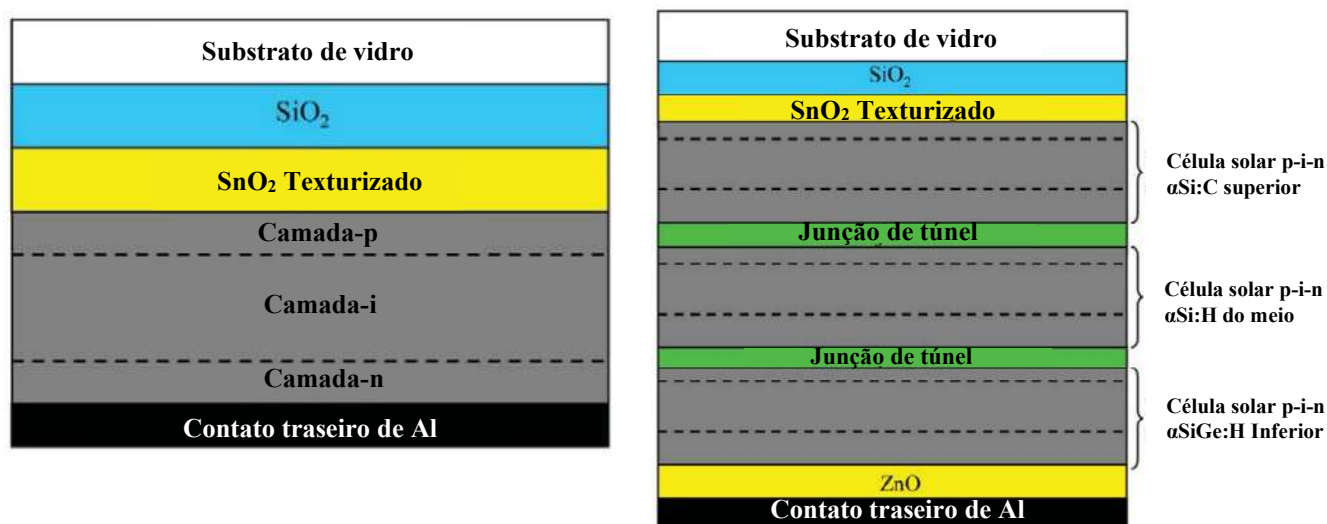 Substrato de vidro
SiO₂
SnO₂ Texturizado
Camada-p
Camada-i
Camada-n
Contato traseiro de Al
Substrato de vidro
SiO₂
SnO₂ Texturizado
Célula solar p-i-n
αSi:C superior
Junção de túnel
Célula solar p-i-n
αSi:H do meio
Junção de túnel
Célula solar p-i-n
αSiGe:H Inferior
ZnO
Contato traseiro de Al